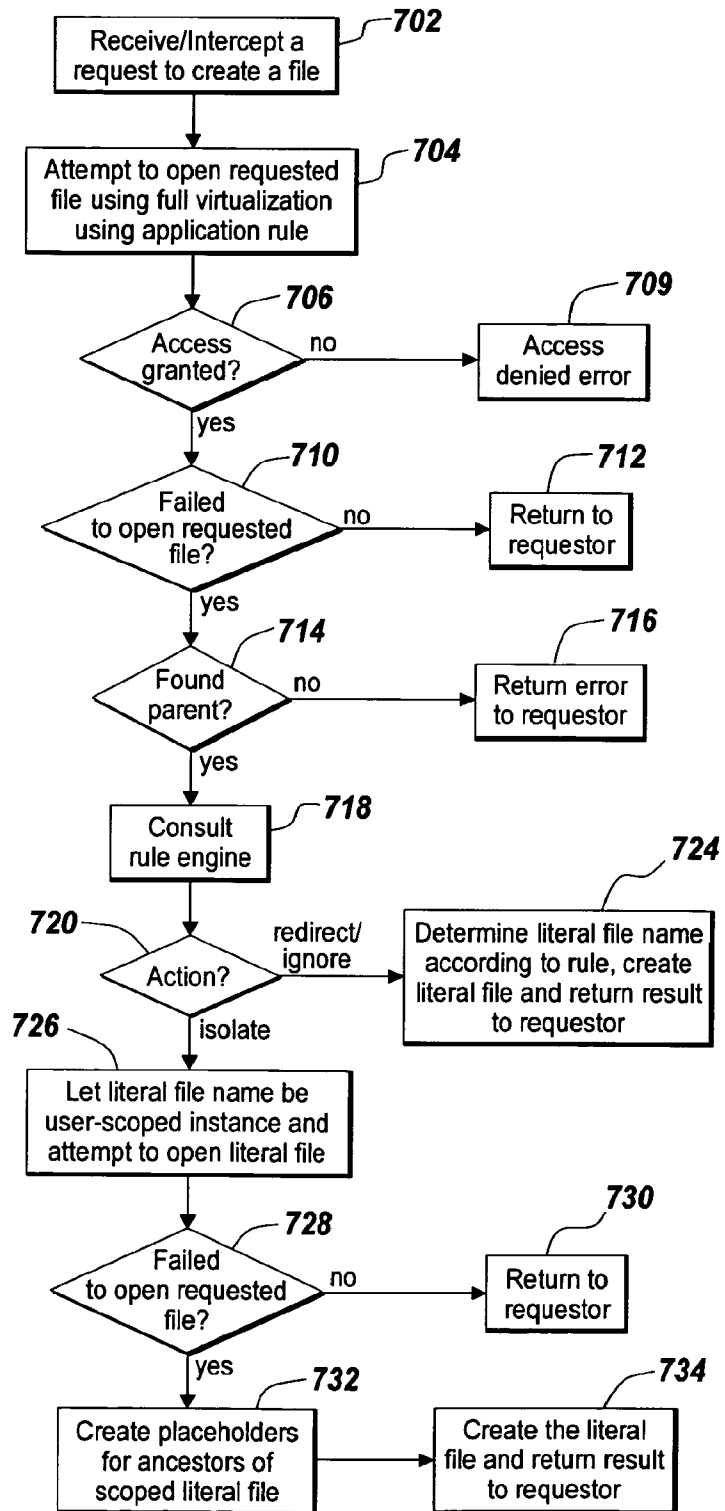 702
Receive/Intercept a
request to create a file
704
Attempt to open requested
file using full virtualization
using application rule
706
Access
granted?
no
709
Access
denied error
yes
710
Failed
to open requested
file?
no
712
Return to
requestor
yes
714
Found
parent?
no
716
Return error
to requestor
yes
718
Consult
rule engine
720
Action?
redirect/
ignore
724
Determine literal file name
according to rule, create
literal file and return result
to requestor
isolate
726
Let literal file name be
user-scoped instance and
attempt to open literal file
728
Failed
to open requested
file?
no
730
Return to
requestor
yes
732
Create placeholders
for ancestors of
scoped literal file
734
Create the literal
file and return result
to requestor